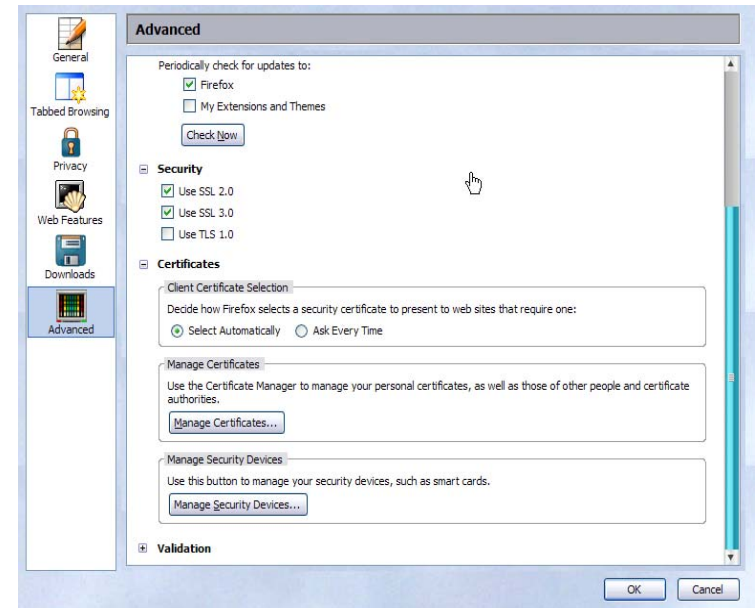 General
Tabbed Browsing
Privacy
Web Features
Downloads
Advanced
Advanced
Periodically check for updates to:
Firefox
My Extensions and Themes
Check Now
Security
Use SSL 2.0
Use SSL 3.0
Use TLS 1.0
Certificates
Client Certificate Selection
Decide how Firefox selects a security certificate to present to web sites that require one:
Select Automatically Ask Every Time
Manage Certificates
Use the Certificate Manager to manage your personal certificates, as well as those of other people and certificate
authorities.
Manage Certificates...
Manage Security Devices
Use this button to manage your security devices, such as smart cards.
Manage Security Devices...
Validation
OK Cancel